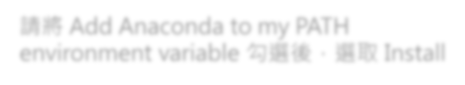 請將 Add Anaconda to my PATH
environment variable 勾選後，選取 Install